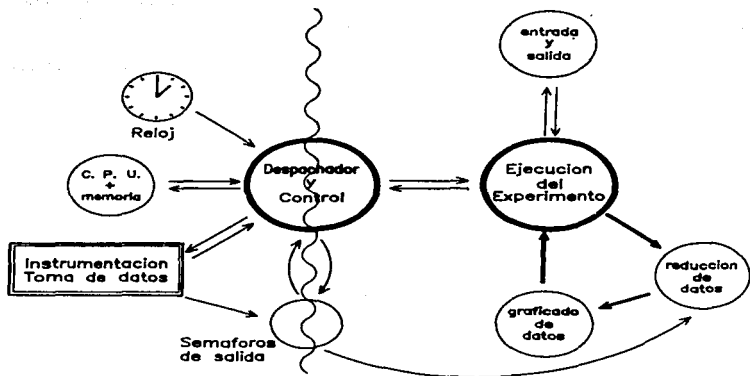 entrada
y
salida
Reloj
C. P. U.
+
memoria
Despachador
y
Control
Ejecucion
del
Experimento
Instrumentacion
Toma de datos
reduccion
de
datos
graficado
de
datos
Semaforos
de salida